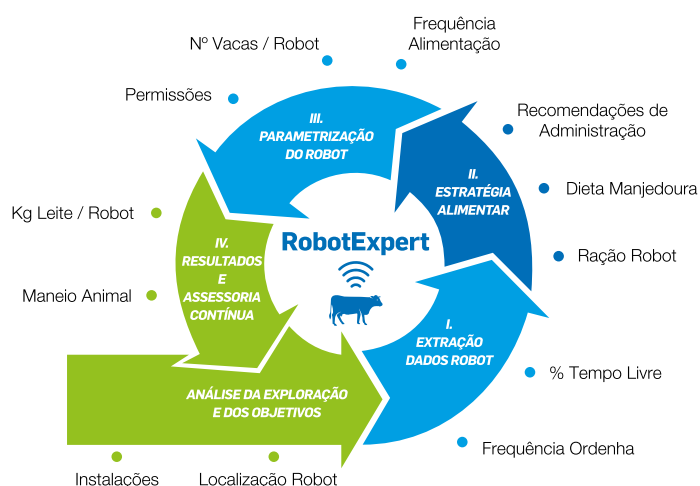 Frequência
Alimentação
Nº Vacas / Robot
Permissões
III.
PARAMETRIZAÇÃO
DO ROBOT
Recomendações de
Administração
II.
ESTRATÉGIA
ALIMENTAR
Dieta Manjedoura
Ração Robot
Kg Leite / Robot
Maneio Animal
IV.
RESULTADOS
E
ASSESSORIA
CONTÍNUA
RobotExpert
I.
EXTRAÇÃO
DADOS ROBOT
% Tempo Livre
Frequência Ordenha
ANÁLISE DA EXPLORAÇÃO
E DOS OBJETIVOS
Instalacões
Localizacão Robot